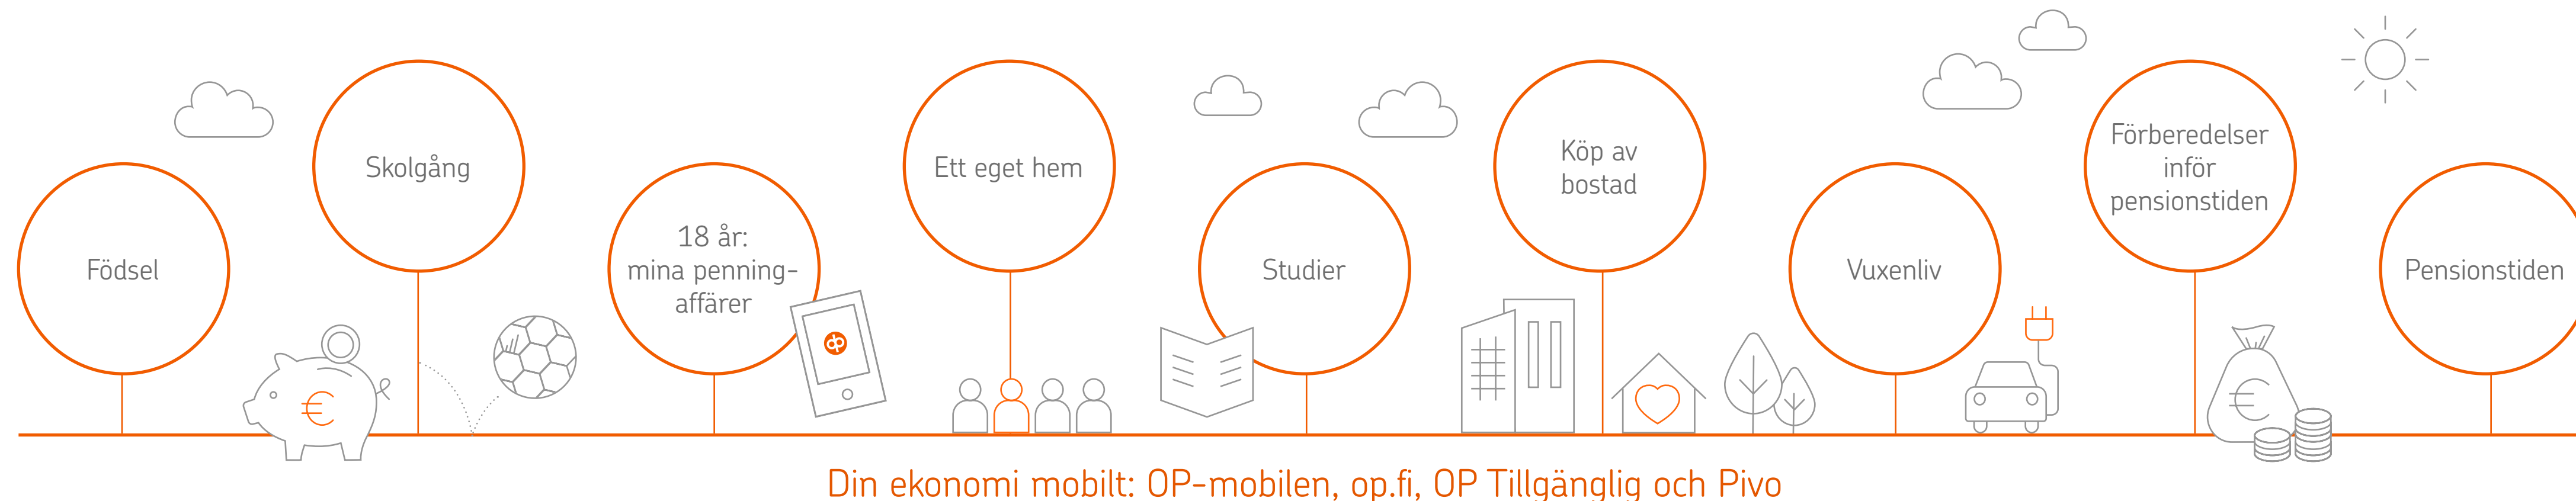 Födsel
Skolgång
18 år:
mina penning-
affärer
Ett eget hem
Studier
Köp av
bostad
Vuxenliv
Förberedelser
inför
pensionstiden
Pensionstiden
op
€
€
Din ekonomi mobilt: OP-mobilen, op.fi, OP Tillgänglig och Pivo